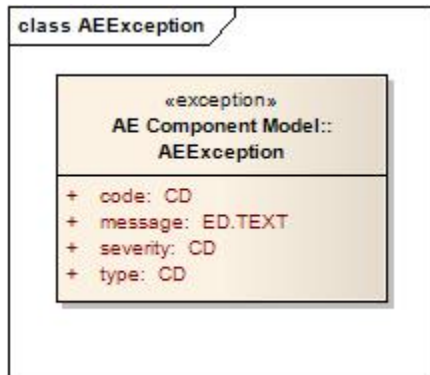 class AEException
«exception»
AE Component Model::
AEException
+ code: CD
+ message: ED.TEXT
+ severity: CD
+ type: CD